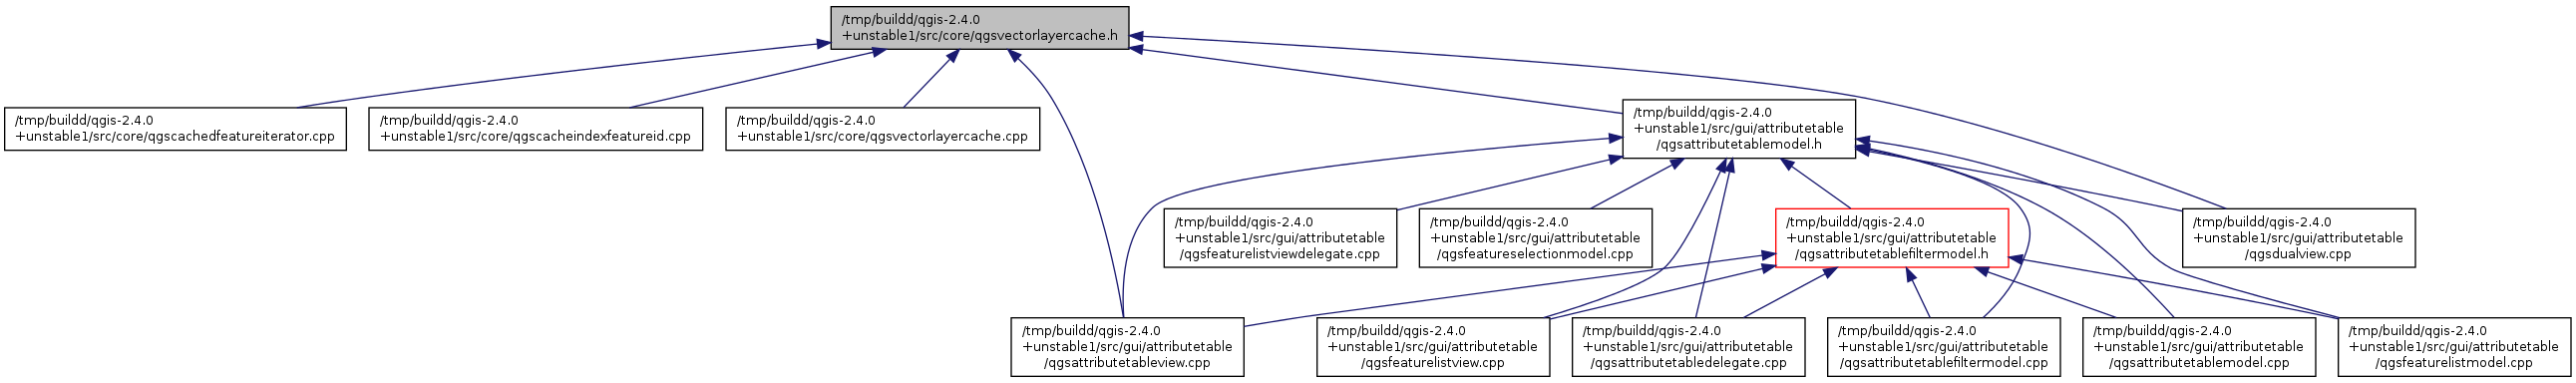 /tmp/buildd/qgis-2.4.0
+unstable1/src/core/qgsvectorlayercache.h
/tmp/buildd/qgis-2.4.0
+unstable1/src/core/qgscachedfeatureiterator.cpp
/tmp/buildd/qgis-2.4.0
+unstable1/src/core/qgscacheindexfeatureid.cpp
/tmp/buildd/qgis-2.4.0
+unstable1/src/core/qgsvectorlayercache.cpp
/tmp/buildd/qgis-2.4.0
+unstable1/src/gui/attributetable
/qgsattributetablemodel.h
/tmp/buildd/qgis-2.4.0
+unstable1/src/gui/attributetable
/qgsfeaturelistviewdelegate.cpp
/tmp/buildd/qgis-2.4.0
+unstable1/src/gui/attributetable
/qgsfeatureselectionmodel.cpp
/tmp/buildd/qgis-2.4.0
+unstable1/src/gui/attributetable
/qgsattributetablefiltermodel.h
/tmp/buildd/qgis-2.4.0
+unstable1/src/gui/attributetable
/qgsdualview.cpp
/tmp/buildd/qgis-2.4.0
+unstable1/src/gui/attributetable
/qgsattributetableview.cpp
/tmp/buildd/qgis-2.4.0
+unstable1/src/gui/attributetable
/qgsfeaturelistview.cpp
/tmp/buildd/qgis-2.4.0
+unstable1/src/gui/attributetable
/qgsattributetabledelegate.cpp
/tmp/buildd/qgis-2.4.0
+unstable1/src/gui/attributetable
/qgsattributetablefiltermodel.cpp
/tmp/buildd/qgis-2.4.0
+unstable1/src/gui/attributetable
/qgsattributetablemodel.cpp
/tmp/buildd/qgis-2.4.0
+unstable1/src/gui/attributetable
/qgsfeaturelistmodel.cpp